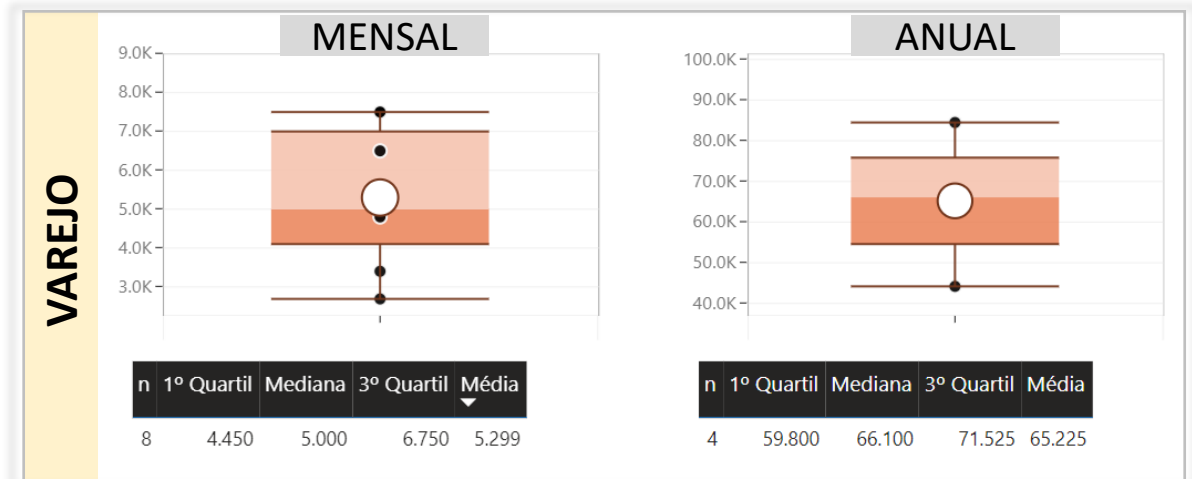 VAREJO
MENSAL
9.0K
8.0K
7.0K
6.0K
5.0K
4.0K
3.0K
n 1º Quartil Mediana 3º Quartil Média
8 4.450 5.000 6.750 5.299
ANUAL
100.0K
90.0K
80.0K
70.0K
60.0K
50.0K
40.0K
n 1º Quartil Mediana 3º Quartil Média
4 59.800 66.100 71.525 65.225